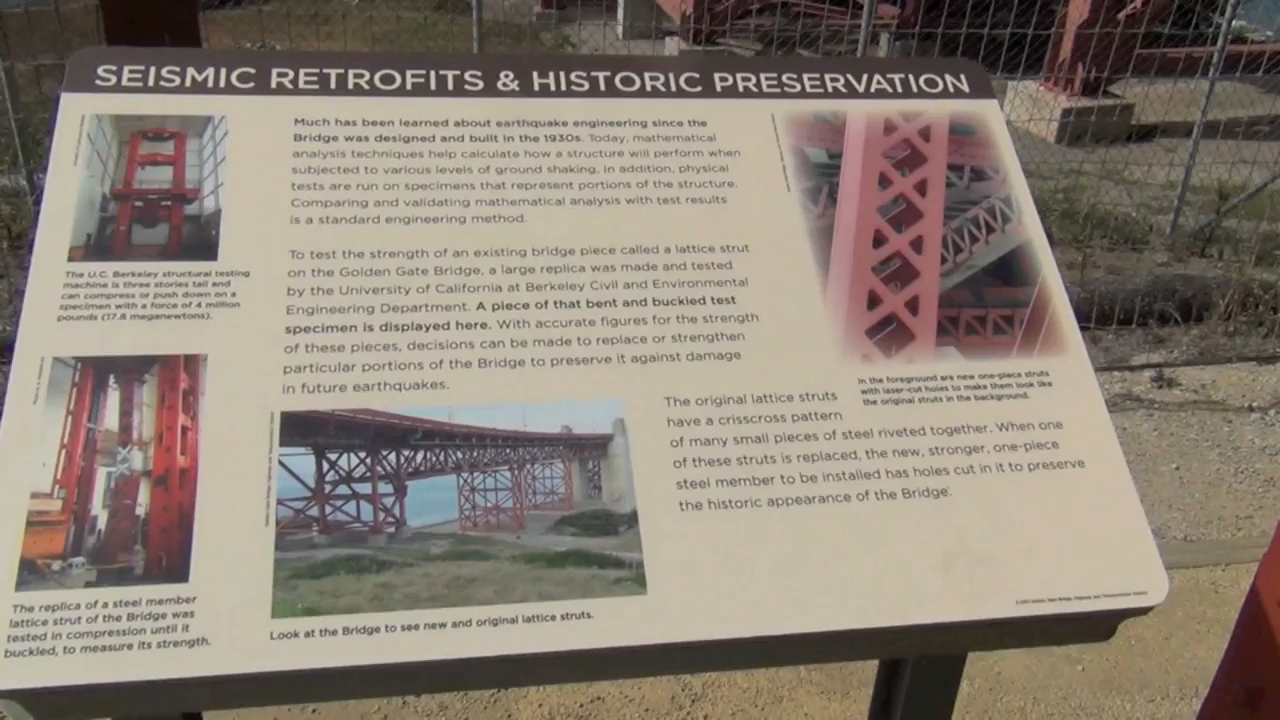 SEISMIC RETROFITS & HISTORIC PRESERVATION
The U.C. Berkeley structural testing
machine is three stories tall and
can compress or push down on a
specimen with a force of 4 million
pounds (17.8 meganewtons).
The replica of a steel member
lattice strut of the Bridge was
tested in compression until it
buckled, to measure its strength.
Much has been learned about earthquake engineering since the
Bridge was designed and built in the 1930s. Today, mathematical
analysis techniques help calculate how a structure will perform when
subjected to various levels of ground shaking. In addition, physical
tests are run on specimens that represent portions of the structure.
Comparing and validating mathematical analysis with test results
is a standard engineering method.
To test the strength of an existing bridge piece called a lattice strut
on the Golden Gate Bridge, a large replica was made and tested
by the University of California at Berkeley Civil and Environmental
Engineering Department. A piece of that bent and buckled test
specimen is displayed here. With accurate figures for the strength
of these pieces, decisions can be made to replace or strengthen
particular portions of the Bridge to preserve it against damage
in future earthquakes.
Look at the Bridge to see new and original lattice struts.
In the foreground are new one-piece struts
with laser-cut holes to make them look like
the original struts in the background.
The original lattice struts
have a crisscross pattern
of many small pieces of steel riveted together. When one
of these struts is replaced, the new, stronger, one-piece
steel member to be installed has holes cut in it to preserve
the historic appearance of the Bridge.